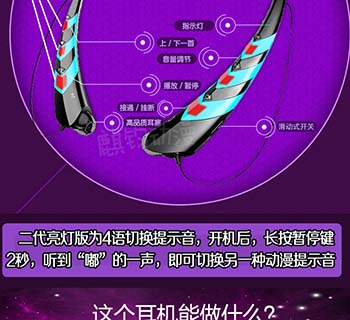 指示灯
上 / 下一首
音量调节
播放 / 暂停
接通 / 挂断
高品质耳塞
滑动式开关
二代亮灯版为4语切换提示音，开机后，长按暂停键
2秒，听到“嘟”的一声，即可切换另一种动漫提示音
这个耳机能做什么?